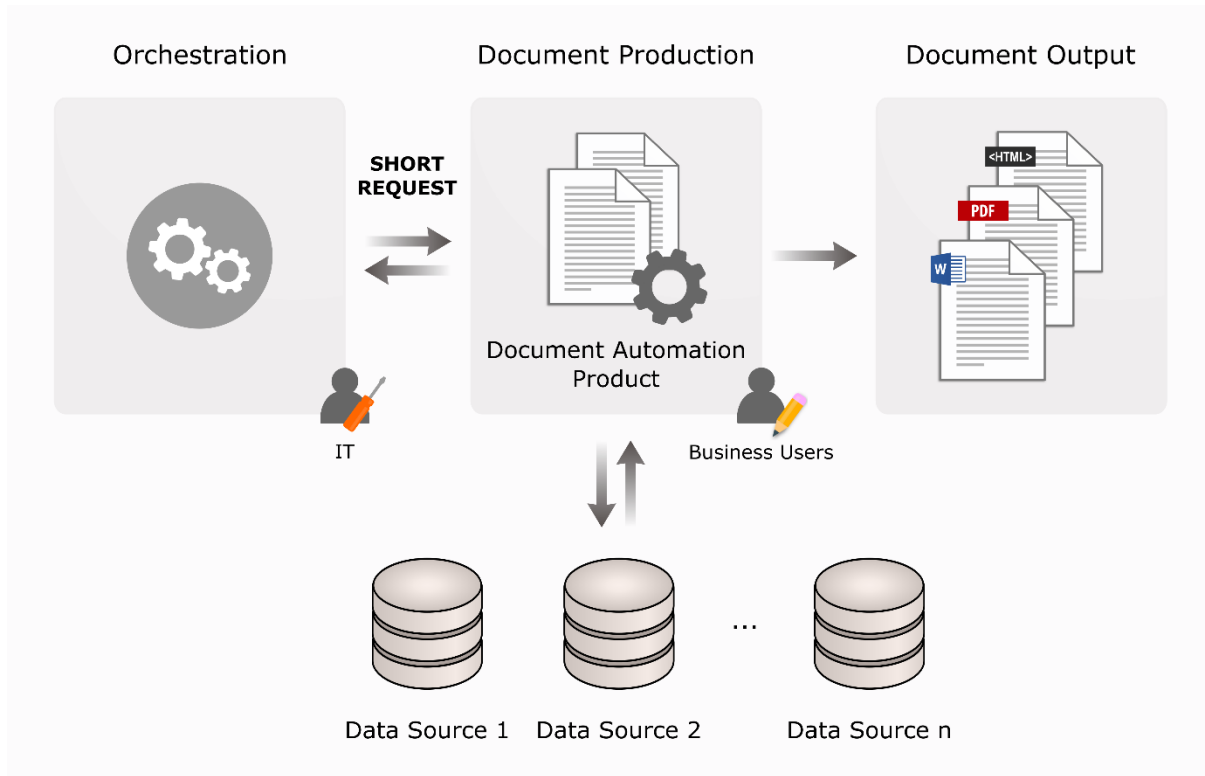 Orchestration
Document Production
Document Output
SHORT
REQUEST
<HTML>
PDF
W
Document Automation
Product
IT
Business Users
...
Data Source 1
Data Source 2
Data Source n